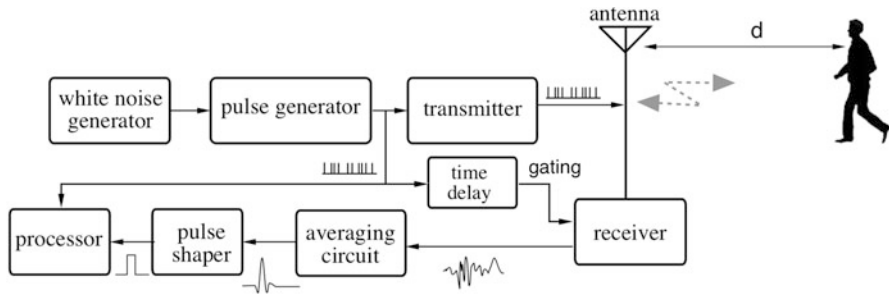 antenna
d
white noise
generator
pulse generator
transmitter
time
delay
gating
processor
pulse
shaper
averaging
circuit
receiver